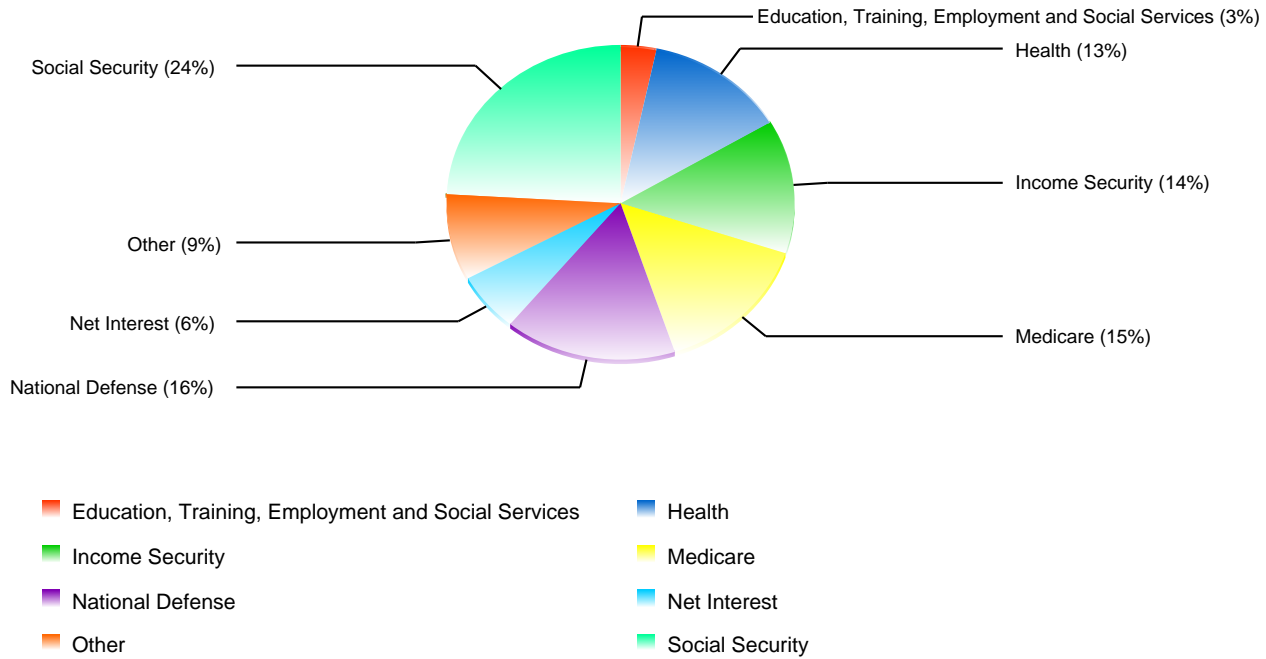 Education, Training, Employment and Social Services (3%)
Health (13%)
Social Security (24%)
Income Security (14%)
Other (9%)
Net Interest (6%)
Medicare (15%)
National Defense (16%)
Education, Training, Employment and Social Services
Health
Income Security
Medicare
National Defense
Net Interest
Other
Social Security